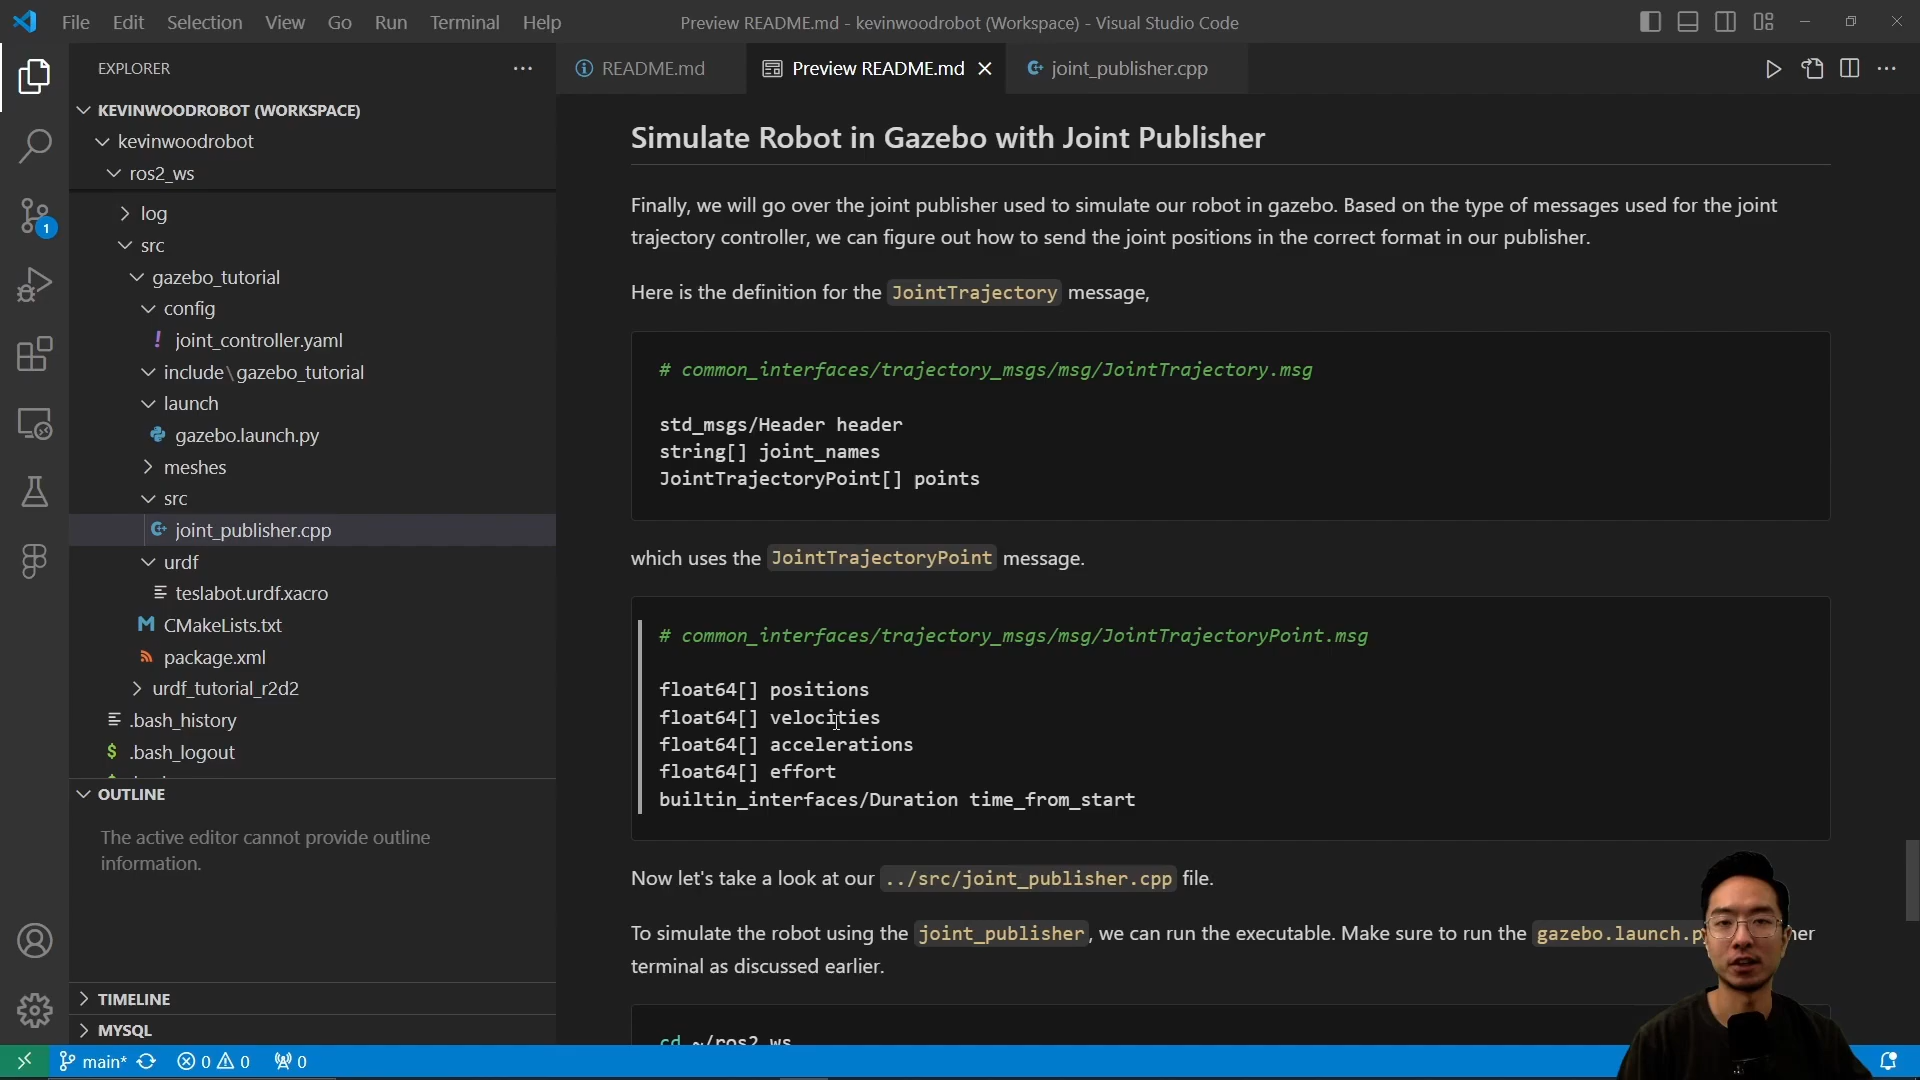 File Edit Selection View Go Run Terminal Help
Preview README.md - kevinwoodrobot (Workspace) - Visual Studio Code
EXPLORER
KEVINWOODROBOT (WORKSPACE)
kevinwoodrobot
ros2_ws
log
src
gazebo_tutorial
config
! joint_controller.yaml
include\gazebo_tutorial
launch
gazebo.launch.py
meshes
src
joint_publisher.cpp
urdf
teslabot.urdf.xacro
M CMakeLists.txt
package.xml
urdf_tutorial_r2d2
.bash_history
$ .bash_logout
OUTLINE
The active editor cannot provide outline
information.
TIMELINE
MYSQL
1
README.md
Preview README.md
joint_publisher.cpp
Simulate Robot in Gazebo with Joint Publisher
Finally, we will go over the joint publisher used to simulate our robot in gazebo. Based on the type of messages used for the joint
trajectory controller, we can figure out how to send the joint positions in the correct format in our publisher.
Here is the definition for the JointTrajectory message,
# common_interfaces/trajectory_msgs/msg/JointTrajectory.msg
std_msgs/Header header
string[] joint_names
JointTrajectoryPoint[] points
which uses the JointTrajectoryPoint message.
# common_interfaces/trajectory_msgs/msg/JointTrajectoryPoint.msg
float64[] positions
float64[] velocities
float64[] accelerations
float64[] effort
builtin_interfaces/Duration time_from_start
Now let's take a look at our ../src/joint_publisher.cpp file.
To simulate the robot using the joint_publisher, we can run the executable. Make sure to run the gazebo.launch.p
terminal as discussed earlier.
cd ~/ros2_ws
main* 0 0 0